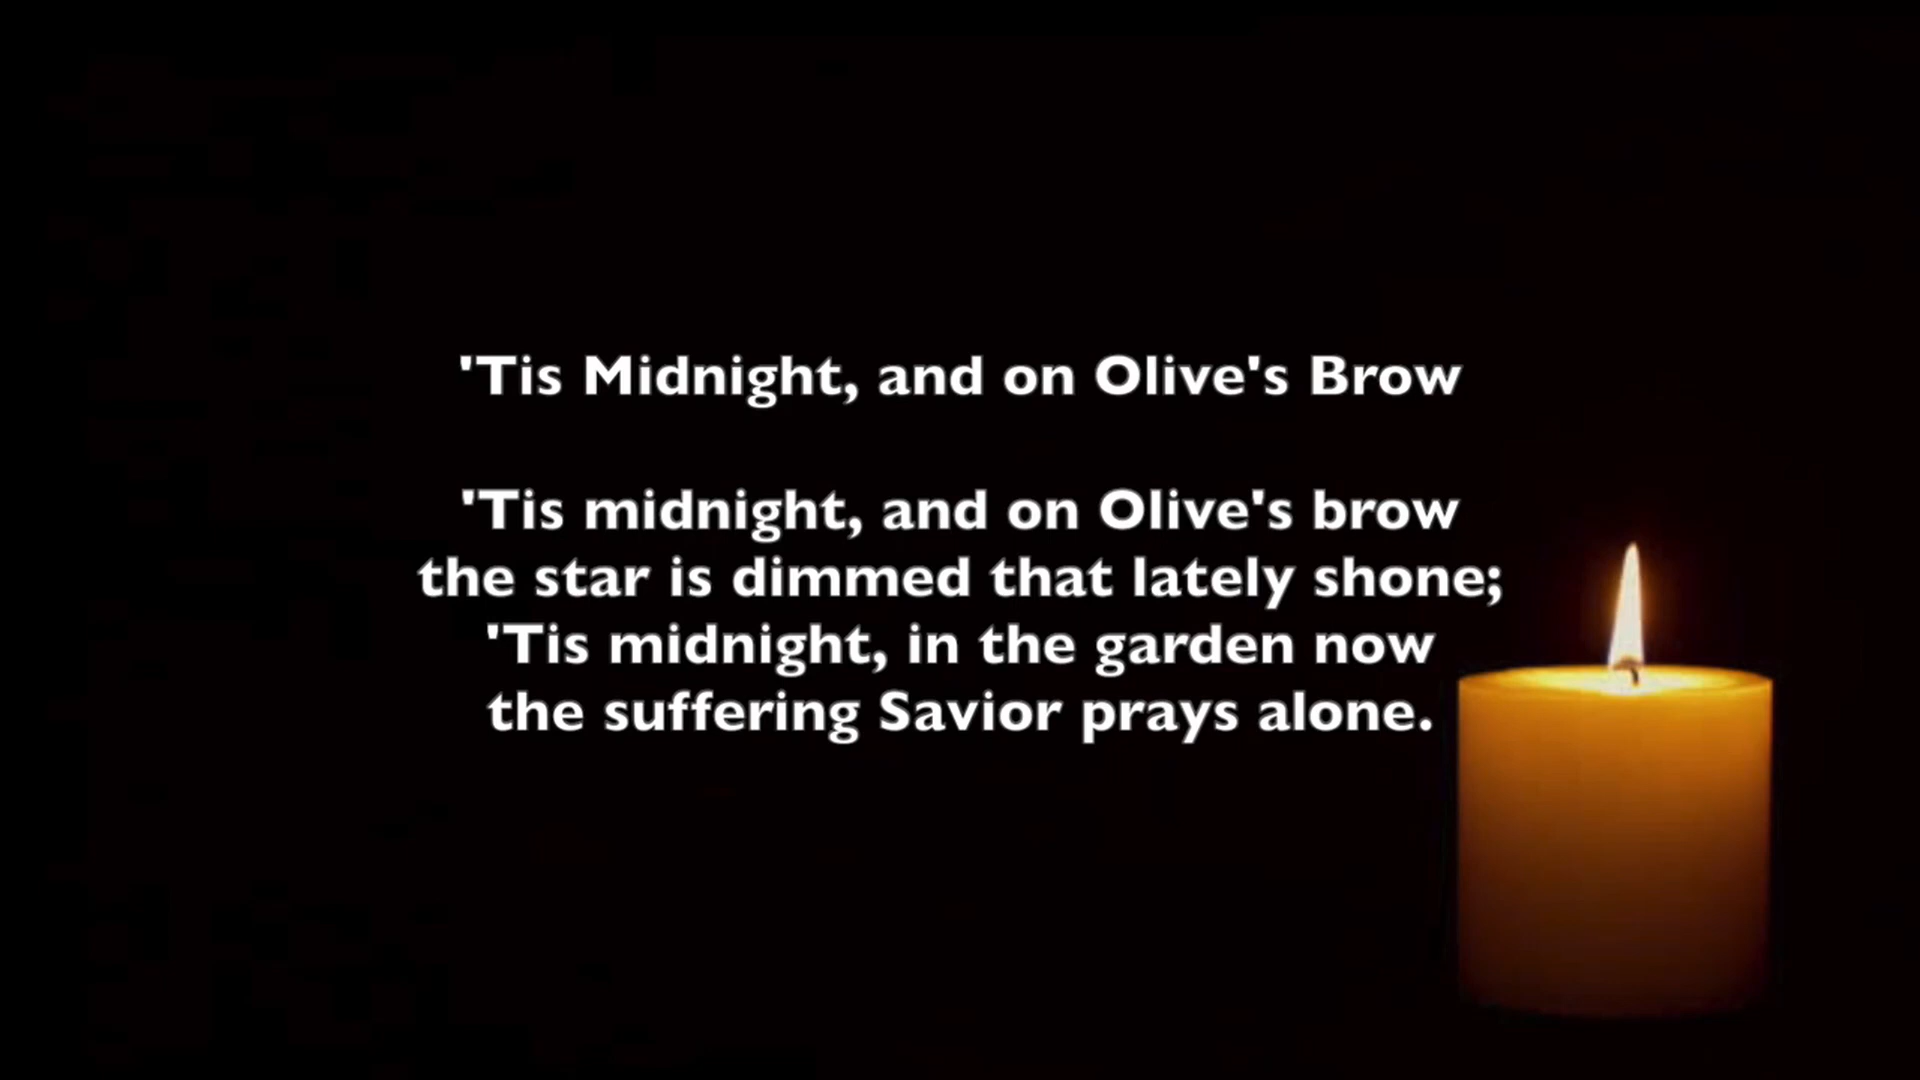 'Tis Midnight, and on Olive's Brow
'Tis midnight, and on Olive's brow
the star is dimmed that lately shone;
'Tis midnight, in the garden now
the suffering Savior prays alone.